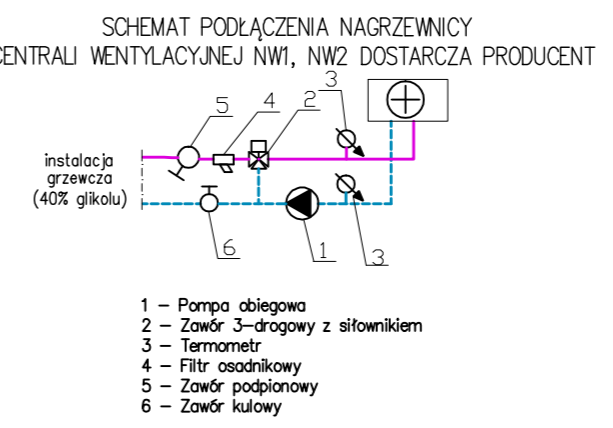 SCHEMAT PODŁĄCZENIA NAGRZEWNICY
CENTRALI WENTYLACYJNEJ NW1, NW2 DOSTARCZA PRODUCENT
5
4
2
3
instalacja
grzewcza
(40% glikolu)
6
1
3
1 – Pompa obiegowa
2 – Zawór 3–drogowy z siłownikiem
3 – Termometr
4 – Filtr osadnikowy
5 – Zawór podpionowy
6 – Zawór kulowy